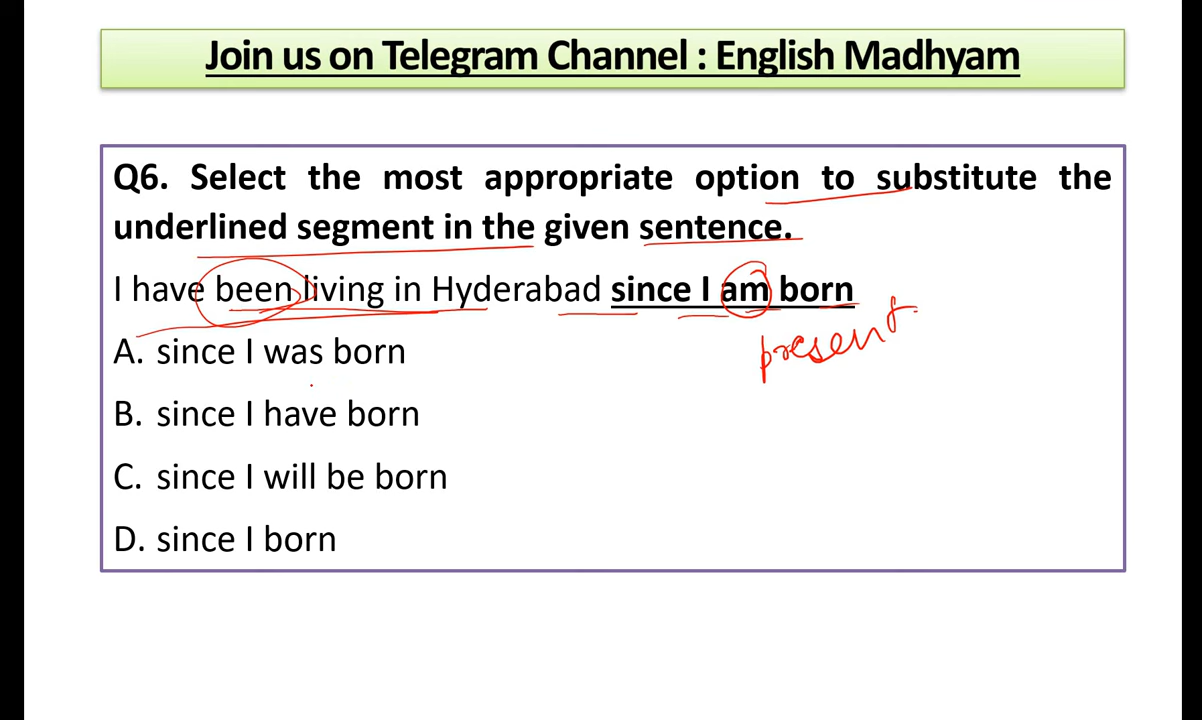 Join us on Telegram Channel : English Madhyam
Q6. Select the most appropriate option to substitute the
underlined segment in the given sentence.
I have been living in Hyderabad since I am born
present
A. since I was born
B. since I have born
C. since I will be born
D. since I born